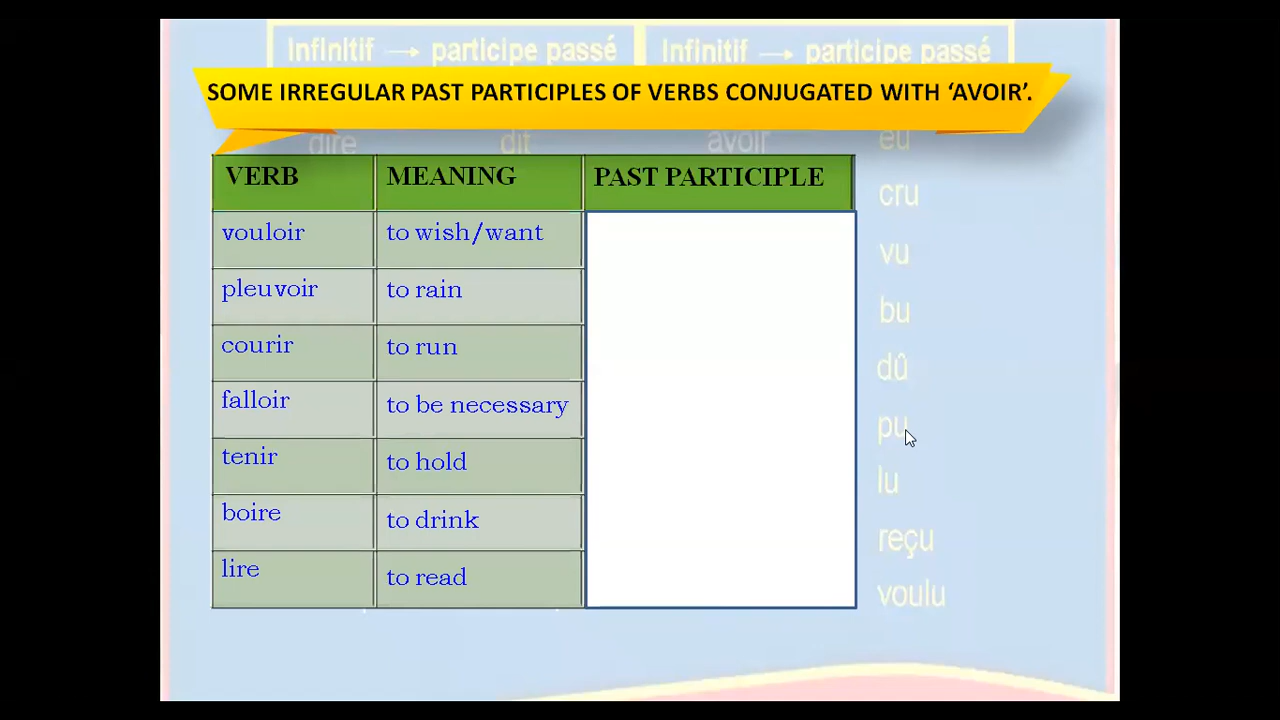 Infinitif → participe passé Infinitif → participe passé
SOME IRREGULAR PAST PARTICIPLES OF VERBS CONJUGATED WITH ‘AVOIR’.
dire dit avoir eu
VERB MEANING PAST PARTICIPLE
cru
vouloir to wish/want
vu
pleuvoir to rain
bu
courir to run
dû
falloir to be necessary
pu
tenir to hold
lu
boire to drink
reçu
lire to read
voulu